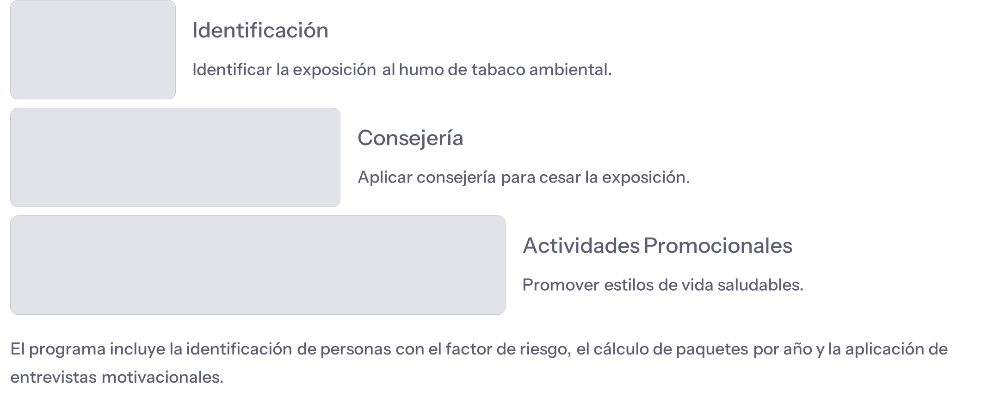 Identificación
Identificar la exposición al humo de tabaco ambiental.
Consejería
Aplicar consejería para cesar la exposición.
Actividades Promocionales
Promover estilos de vida saludables.
El programa incluye la identificación de personas con el factor de riesgo, el cálculo de paquetes por año y la aplicación de
entrevistas motivacionales.